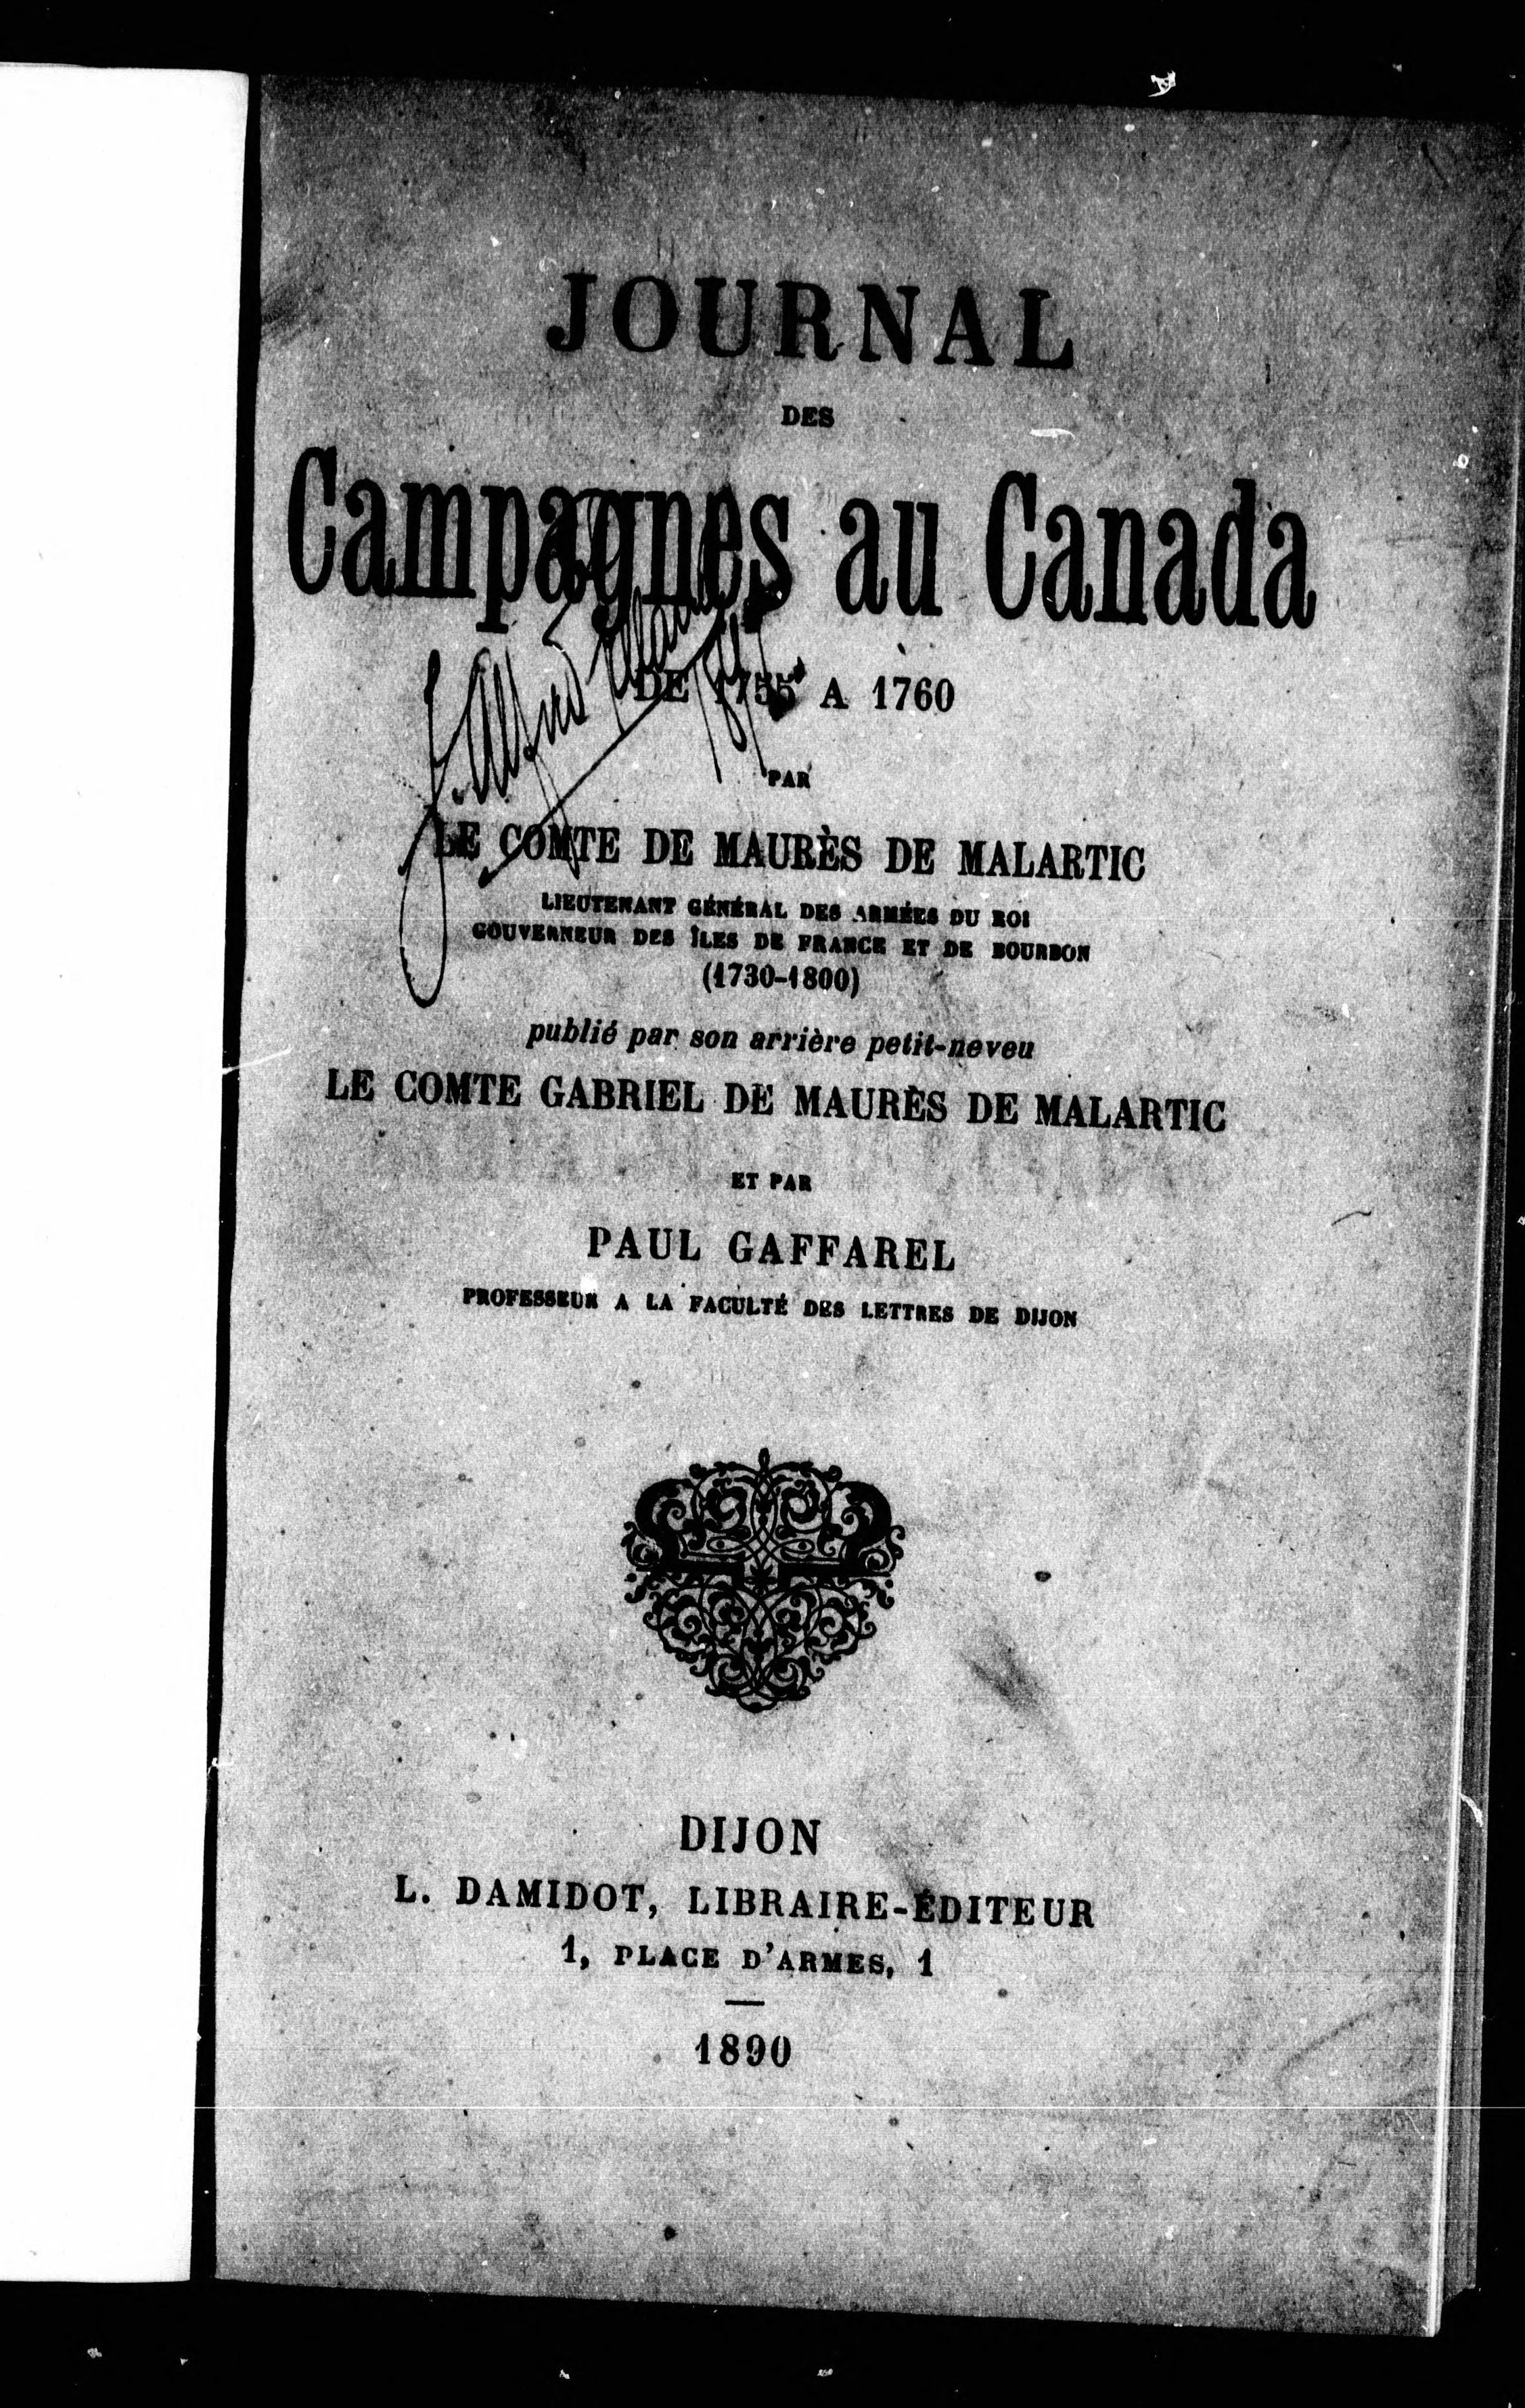 JOURNAL
DES
Campagnes au Canada
DE 1755 A 1760
PAR
LE COMTE DE MAURÈS DE MALARTIC
LIEUTENANT GÉNÉRAL DES ARMÉES DU ROI
GOUVERNEUR DES ÎLES DE FRANCE ET DE BOURBON
(1730-1800)
publié par son arrière petit-neveu
LE COMTE GABRIEL DE MAURÈS DE MALARTIC
ET PAR
PAUL GAFFAREL
PROFESSEUR A LA FACULTÉ DES LETTRES DE DIJON
DIJON
L. DAMIDOT, LIBRAIRE-ÉDITEUR
1, PLACE D'ARMES, 1
1890